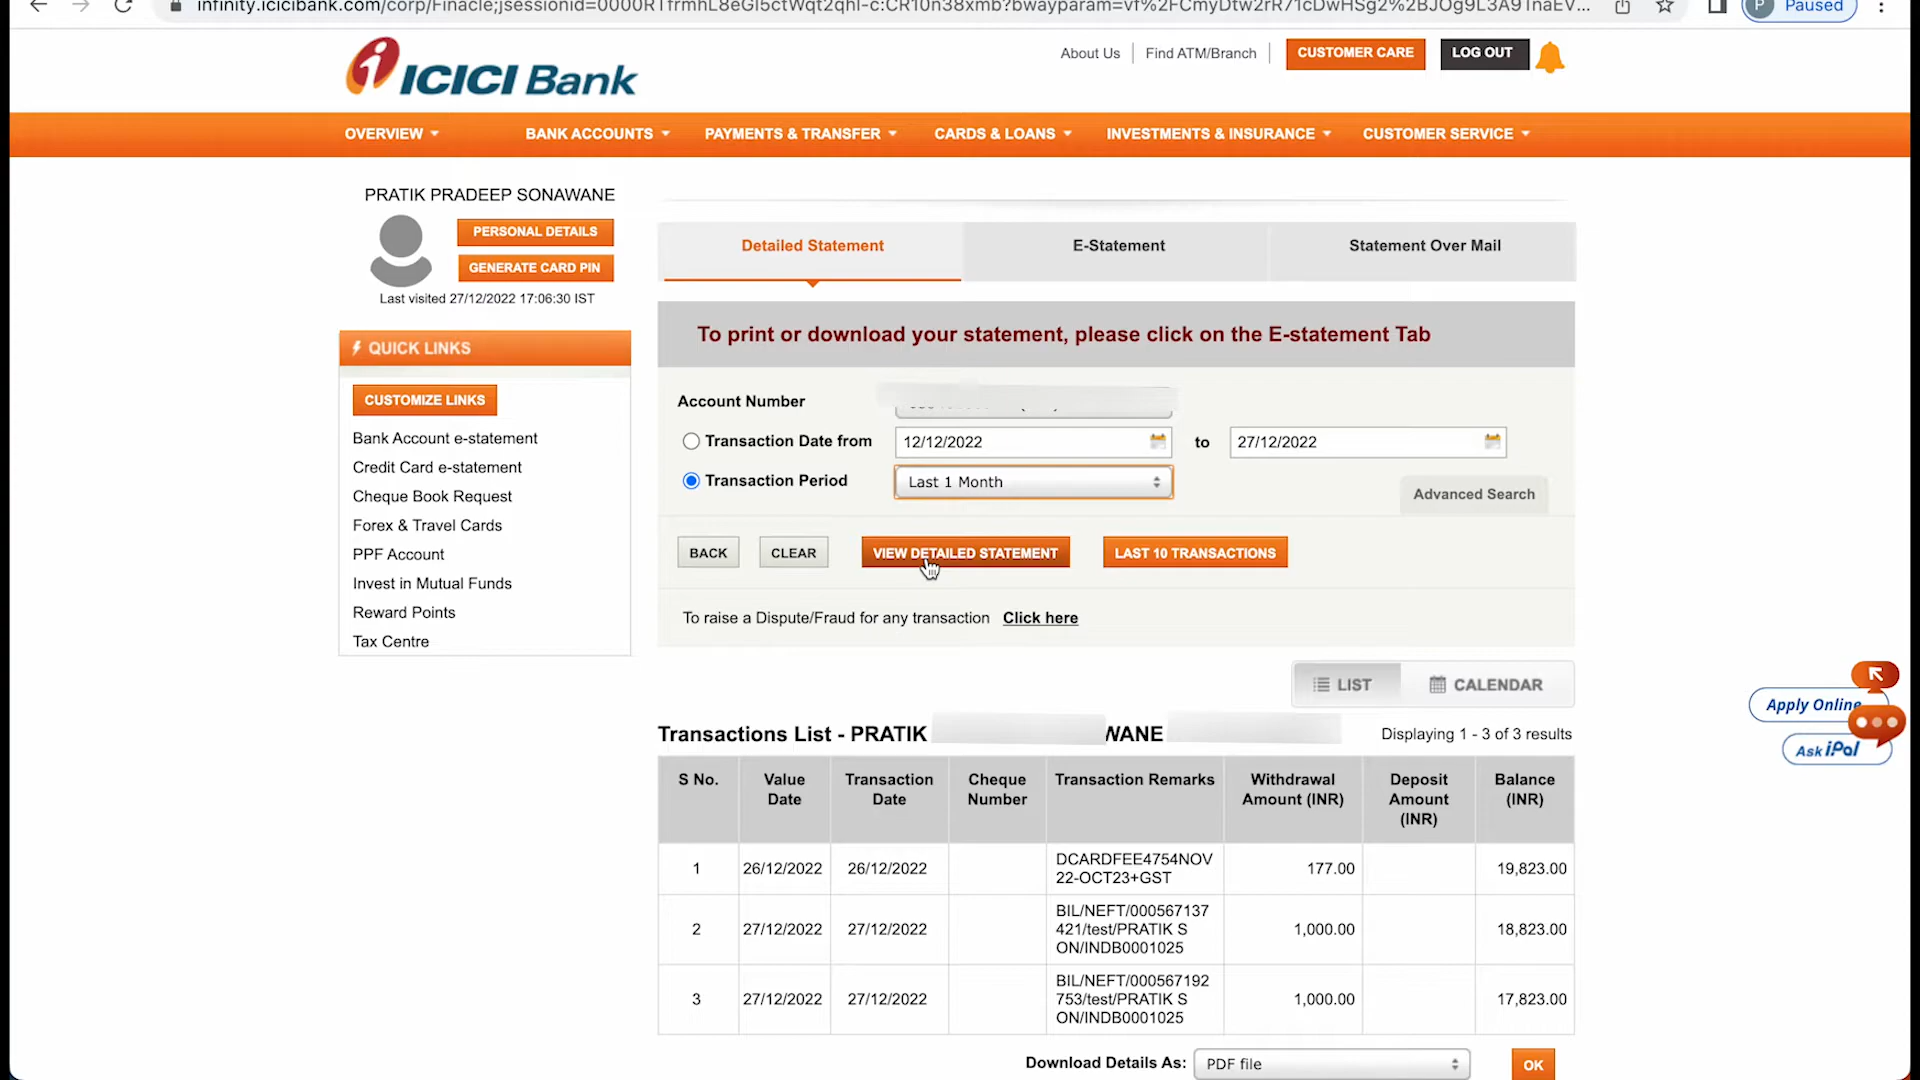 infinity.icicibank.com/corp/Finacle;jsessionid=
P Paused
ICICI Bank
About Us
Find ATM/Branch
CUSTOMER CARE
LOG OUT
OVERVIEW
BANK ACCOUNTS
PAYMENTS & TRANSFER
CARDS & LOANS
INVESTMENTS & INSURANCE
CUSTOMER SERVICE
PRATIK PRADEEP SONAWANE
PERSONAL DETAILS
GENERATE CARD PIN
Last visited 27/12/2022 17:06:30 IST
QUICK LINKS
CUSTOMIZE LINKS
Bank Account e-statement
Credit Card e-statement
Cheque Book Request
Forex & Travel Cards
PPF Account
Invest in Mutual Funds
Reward Points
Tax Centre
Detailed Statement
E-Statement
Statement Over Mail
To print or download your statement, please click on the E-statement Tab
Account Number
Transaction Date from 12/12/2022 to 27/12/2022
Transaction Period Last 1 Month
Advanced Search
BACK
CLEAR
VIEW DETAILED STATEMENT
LAST 10 TRANSACTIONS
To raise a Dispute/Fraud for any transaction Click here
LIST
CALENDAR
Apply Online
Ask iPal
Transactions List - PRATIK WANE
Displaying 1 - 3 of 3 results
S No.
Value
Date
Transaction
Date
Cheque
Number
Transaction Remarks
Withdrawal
Amount (INR)
Deposit
Amount
(INR)
Balance
(INR)
1
26/12/2022
26/12/2022
DCARDFEE4754NOV
22-OCT23+GST
177.00
19,823.00
2
27/12/2022
27/12/2022
BIL/NEFT/000567137
421/test/PRATIK S
ON/INDB0001025
1,000.00
18,823.00
3
27/12/2022
27/12/2022
BIL/NEFT/000567192
753/test/PRATIK S
ON/INDB0001025
1,000.00
17,823.00
Download Details As: PDF file
OK